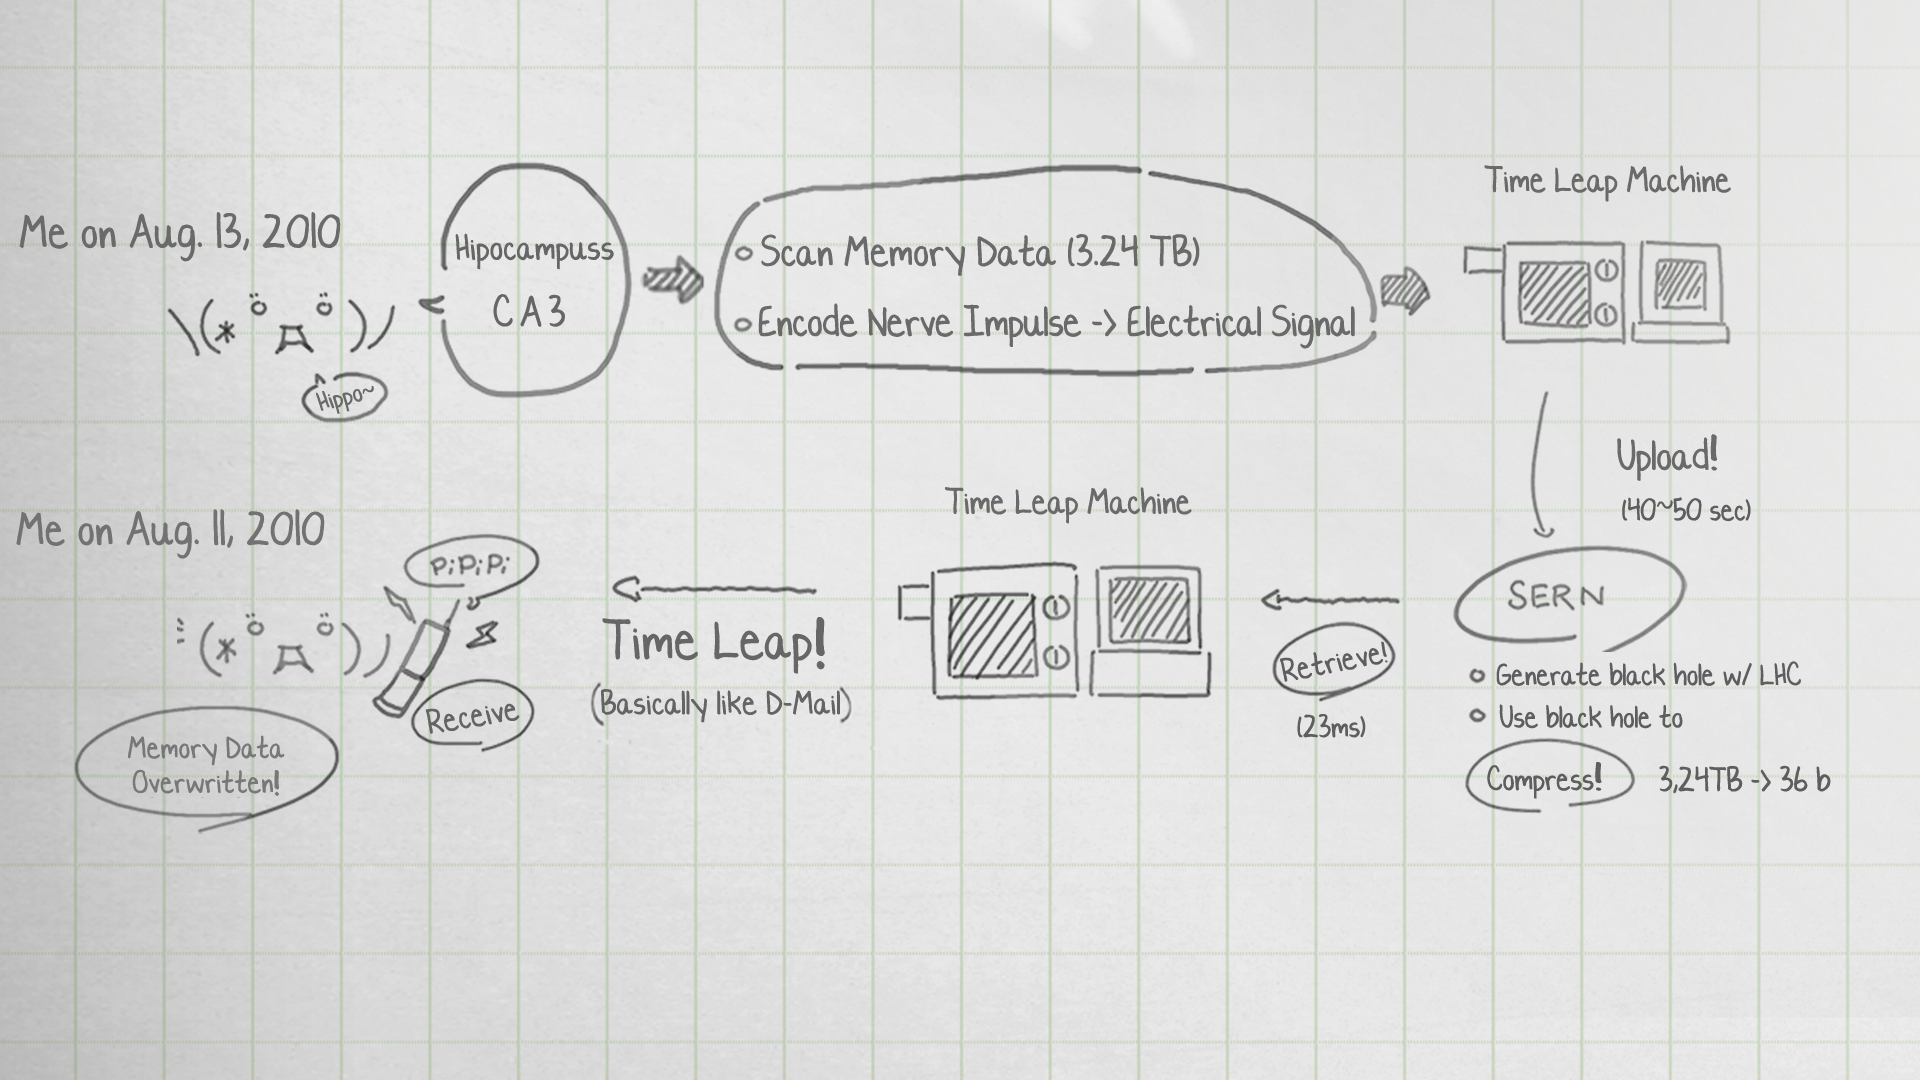 Time Leap Machine
Me on Aug. 13, 2010
Hipocampuss
CA3
Scan Memory Data (3.24 TB)
Encode Nerve Impulse -> Electrical Signal
Hippo~
Upload!
(40~50 sec)
Me on Aug. 11, 2010
PiPiPi
Time Leap Machine
SERN
Time Leap!
(Basically like D-Mail)
Retrieve!
(23ms)
Generate black hole w/ LHC
Use black hole to
Compress! 3,24TB -> 36 b
Receive
Memory Data
Overwritten!